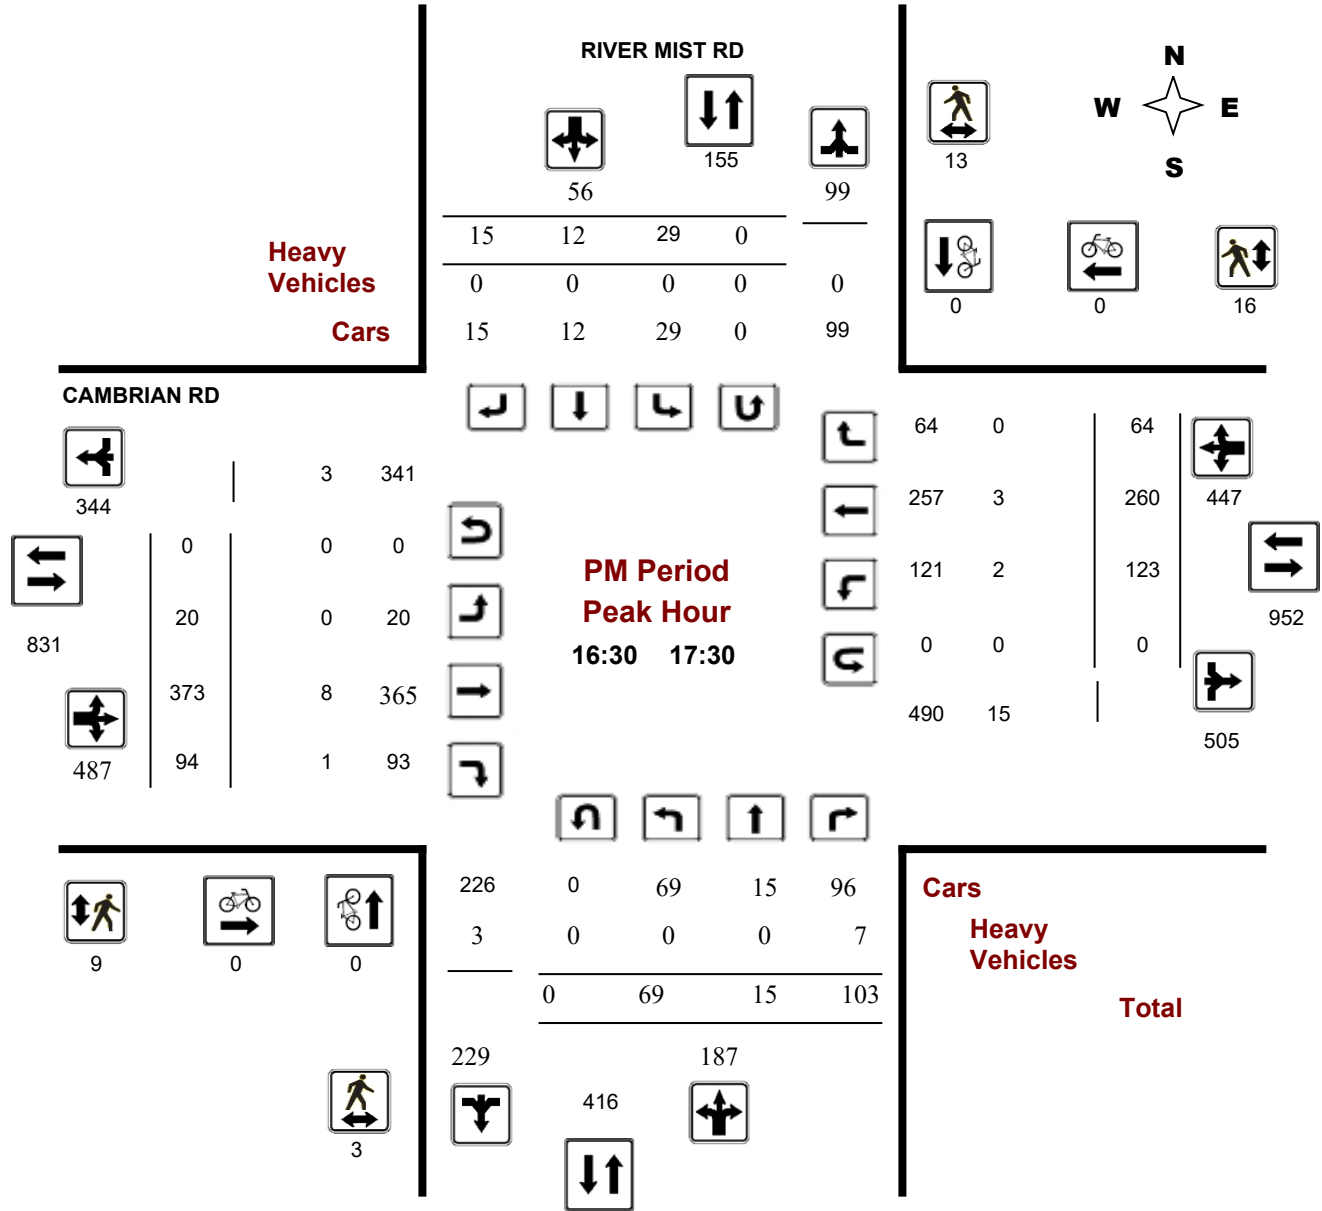 RIVER MIST RD
N
W E
S
155
13
56
99
15 12 29 0
Heavy
Vehicles
0 0 0 0 0
0 0 16
Cars
15 12 29 0 99
CAMBRIAN RD
64 0 64
3 341
344
257 3 260 447
0 0 0
PM Period
Peak Hour
16:30 17:30
121 2 123
20 0 20
831
952
0 0 0
373 8 365
490 15
505
487 94 1 93
226 0 69 15 96
Cars
3 0 0 0 7
Heavy
Vehicles
9 0 0
0 69 15 103
Total
229 187
416
3